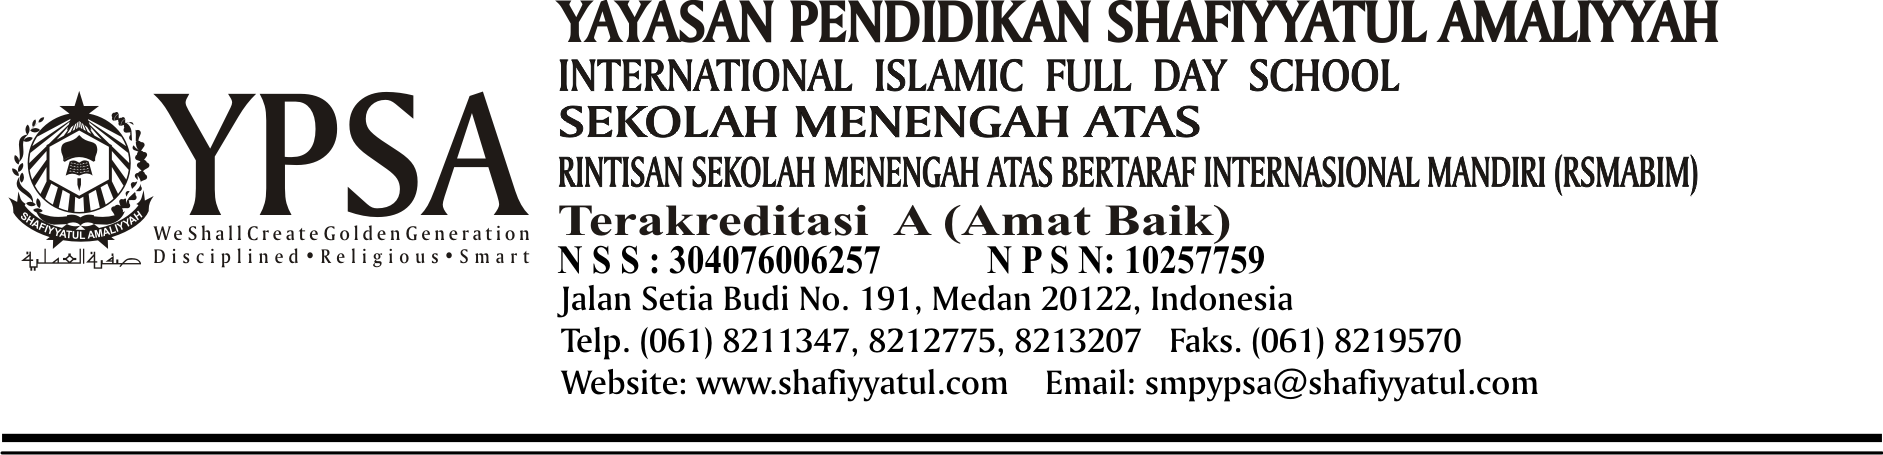 YPSA
SHAFIYYATUL AMALIYYAH
We Shall Create Golden Generation
Disciplined • Religious • Smart
YAYASAN PENDIDIKAN SHAFIYYATUL AMALIYYAH
INTERNATIONAL ISLAMIC FULL DAY SCHOOL
SEKOLAH MENENGAH ATAS
RINTISAN SEKOLAH MENENGAH ATAS BERTARAF INTERNASIONAL MANDIRI (RSMABIM)
Terakreditasi A (Amat Baik)
N S S : 304076006257 N P S N: 10257759
Jalan Setia Budi No. 191, Medan 20122, Indonesia
Telp. (061) 8211347, 8212775, 8213207 Faks. (061) 8219570
Website: www.shafiyyatul.com Email: smpypsa@shafiyyatul.com